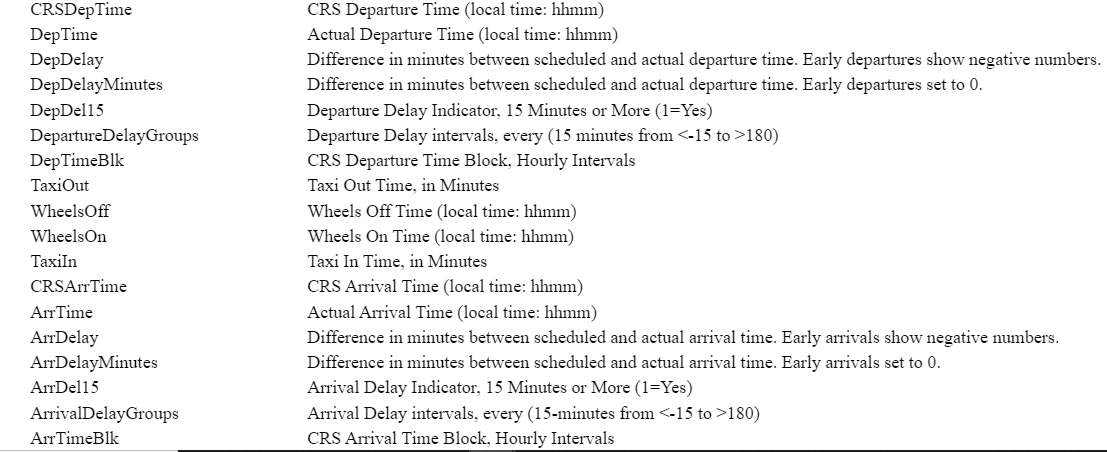 CRSDepTime CRS Departure Time (local time: hhmm)
DepTime Actual Departure Time (local time: hhmm)
DepDelay Difference in minutes between scheduled and actual departure time. Early departures show negative numbers.
DepDelayMinutes Difference in minutes between scheduled and actual departure time. Early departures set to 0.
DepDel15 Departure Delay Indicator, 15 Minutes or More (1=Yes)
DepartureDelayGroups Departure Delay intervals, every (15 minutes from <-15 to >180)
DepTimeBlk CRS Departure Time Block, Hourly Intervals
TaxiOut Taxi Out Time, in Minutes
WheelsOff Wheels Off Time (local time: hhmm)
WheelsOn Wheels On Time (local time: hhmm)
TaxiIn Taxi In Time, in Minutes
CRSArrTime CRS Arrival Time (local time: hhmm)
ArrTime Actual Arrival Time (local time: hhmm)
ArrDelay Difference in minutes between scheduled and actual arrival time. Early arrivals show negative numbers.
ArrDelayMinutes Difference in minutes between scheduled and actual arrival time. Early arrivals set to 0.
ArrDel15 Arrival Delay Indicator, 15 Minutes or More (1=Yes)
ArrivalDelayGroups Arrival Delay intervals, every (15-minutes from <-15 to >180)
ArrTimeBlk CRS Arrival Time Block, Hourly Intervals